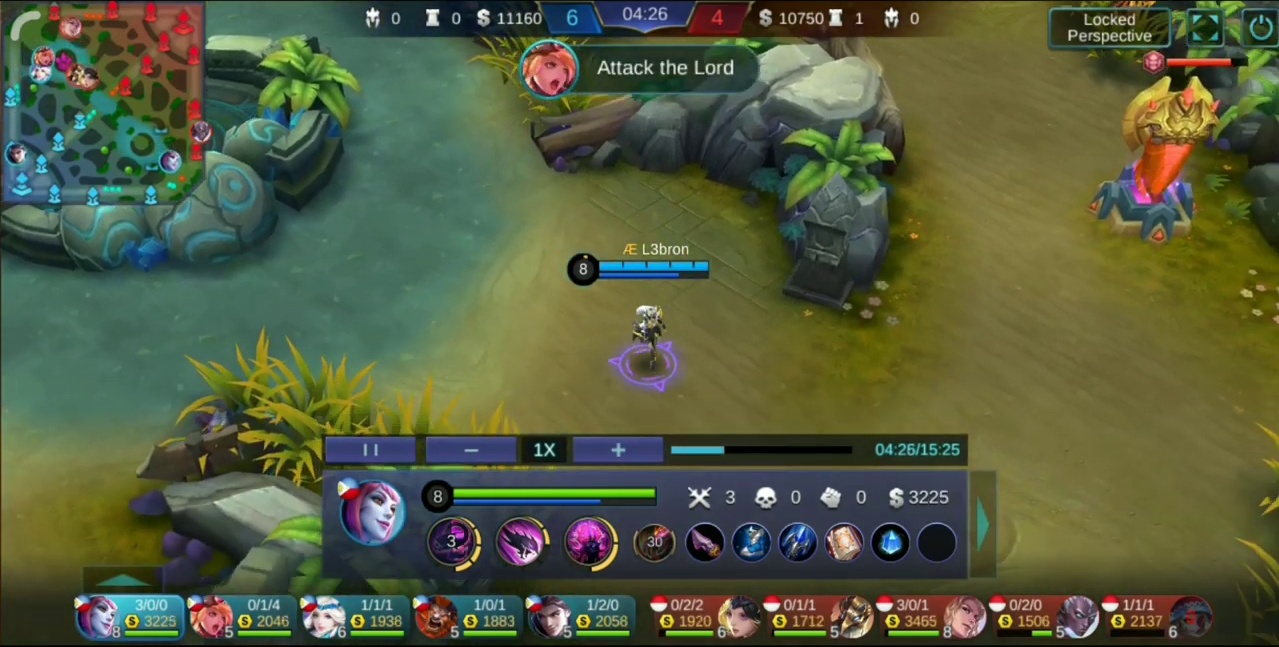 0 0 $ 11160 6 04:26 4 $ 10750 1 0
Locked
Perspective
Attack the Lord
Æ L3bron
8
1X 04:26/15:25
8 3 0 0 $ 3225
3 30
3/0/0 0/1/4 1/1/1 1/0/1 1/2/0 0/2/2 0/1/1 3/0/1 0/2/0 1/1/1
3225 2046 1938 1883 2058 1920 1712 3465 1506 2137
8 5 6 5 5 6 5 8 5 6